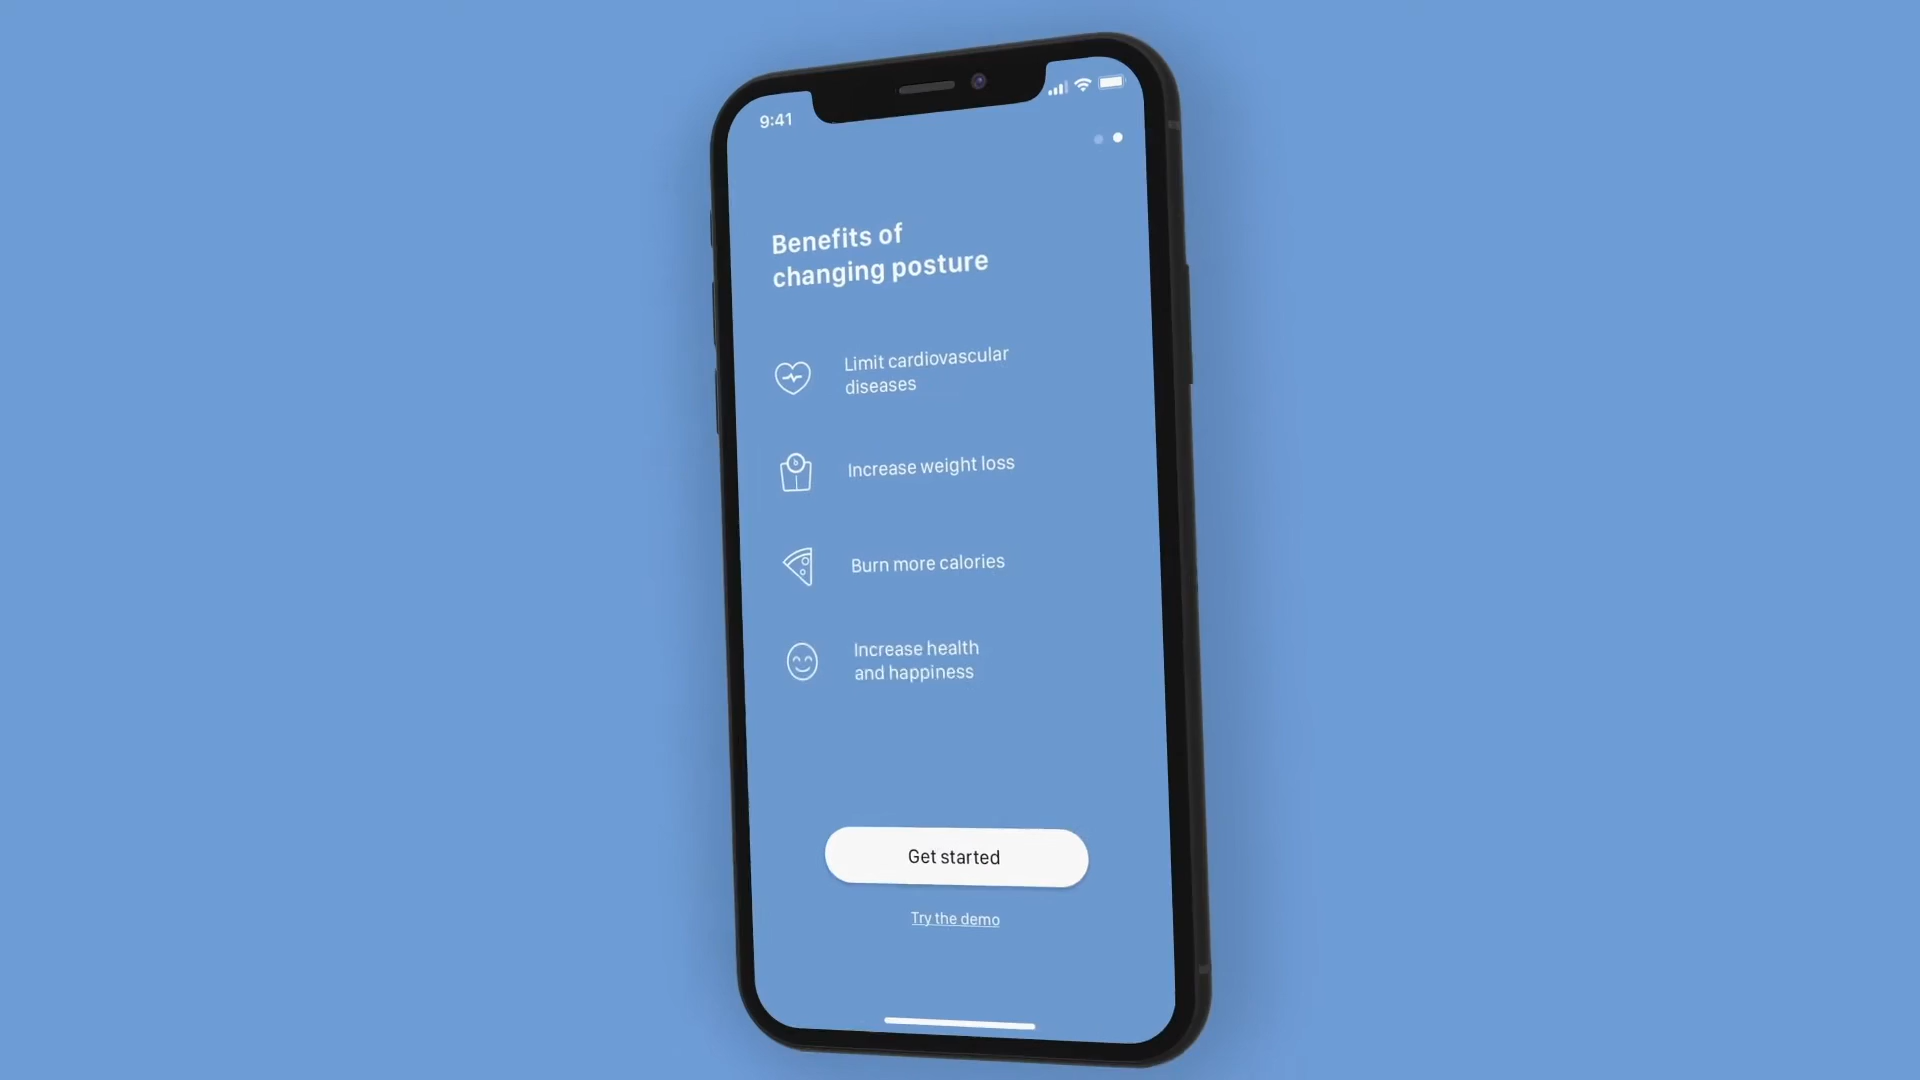 9:41
Benefits of
changing posture
Limit cardiovascular
diseases
Increase weight loss
Burn more calories
Increase health
and happiness
Get started
Try the demo